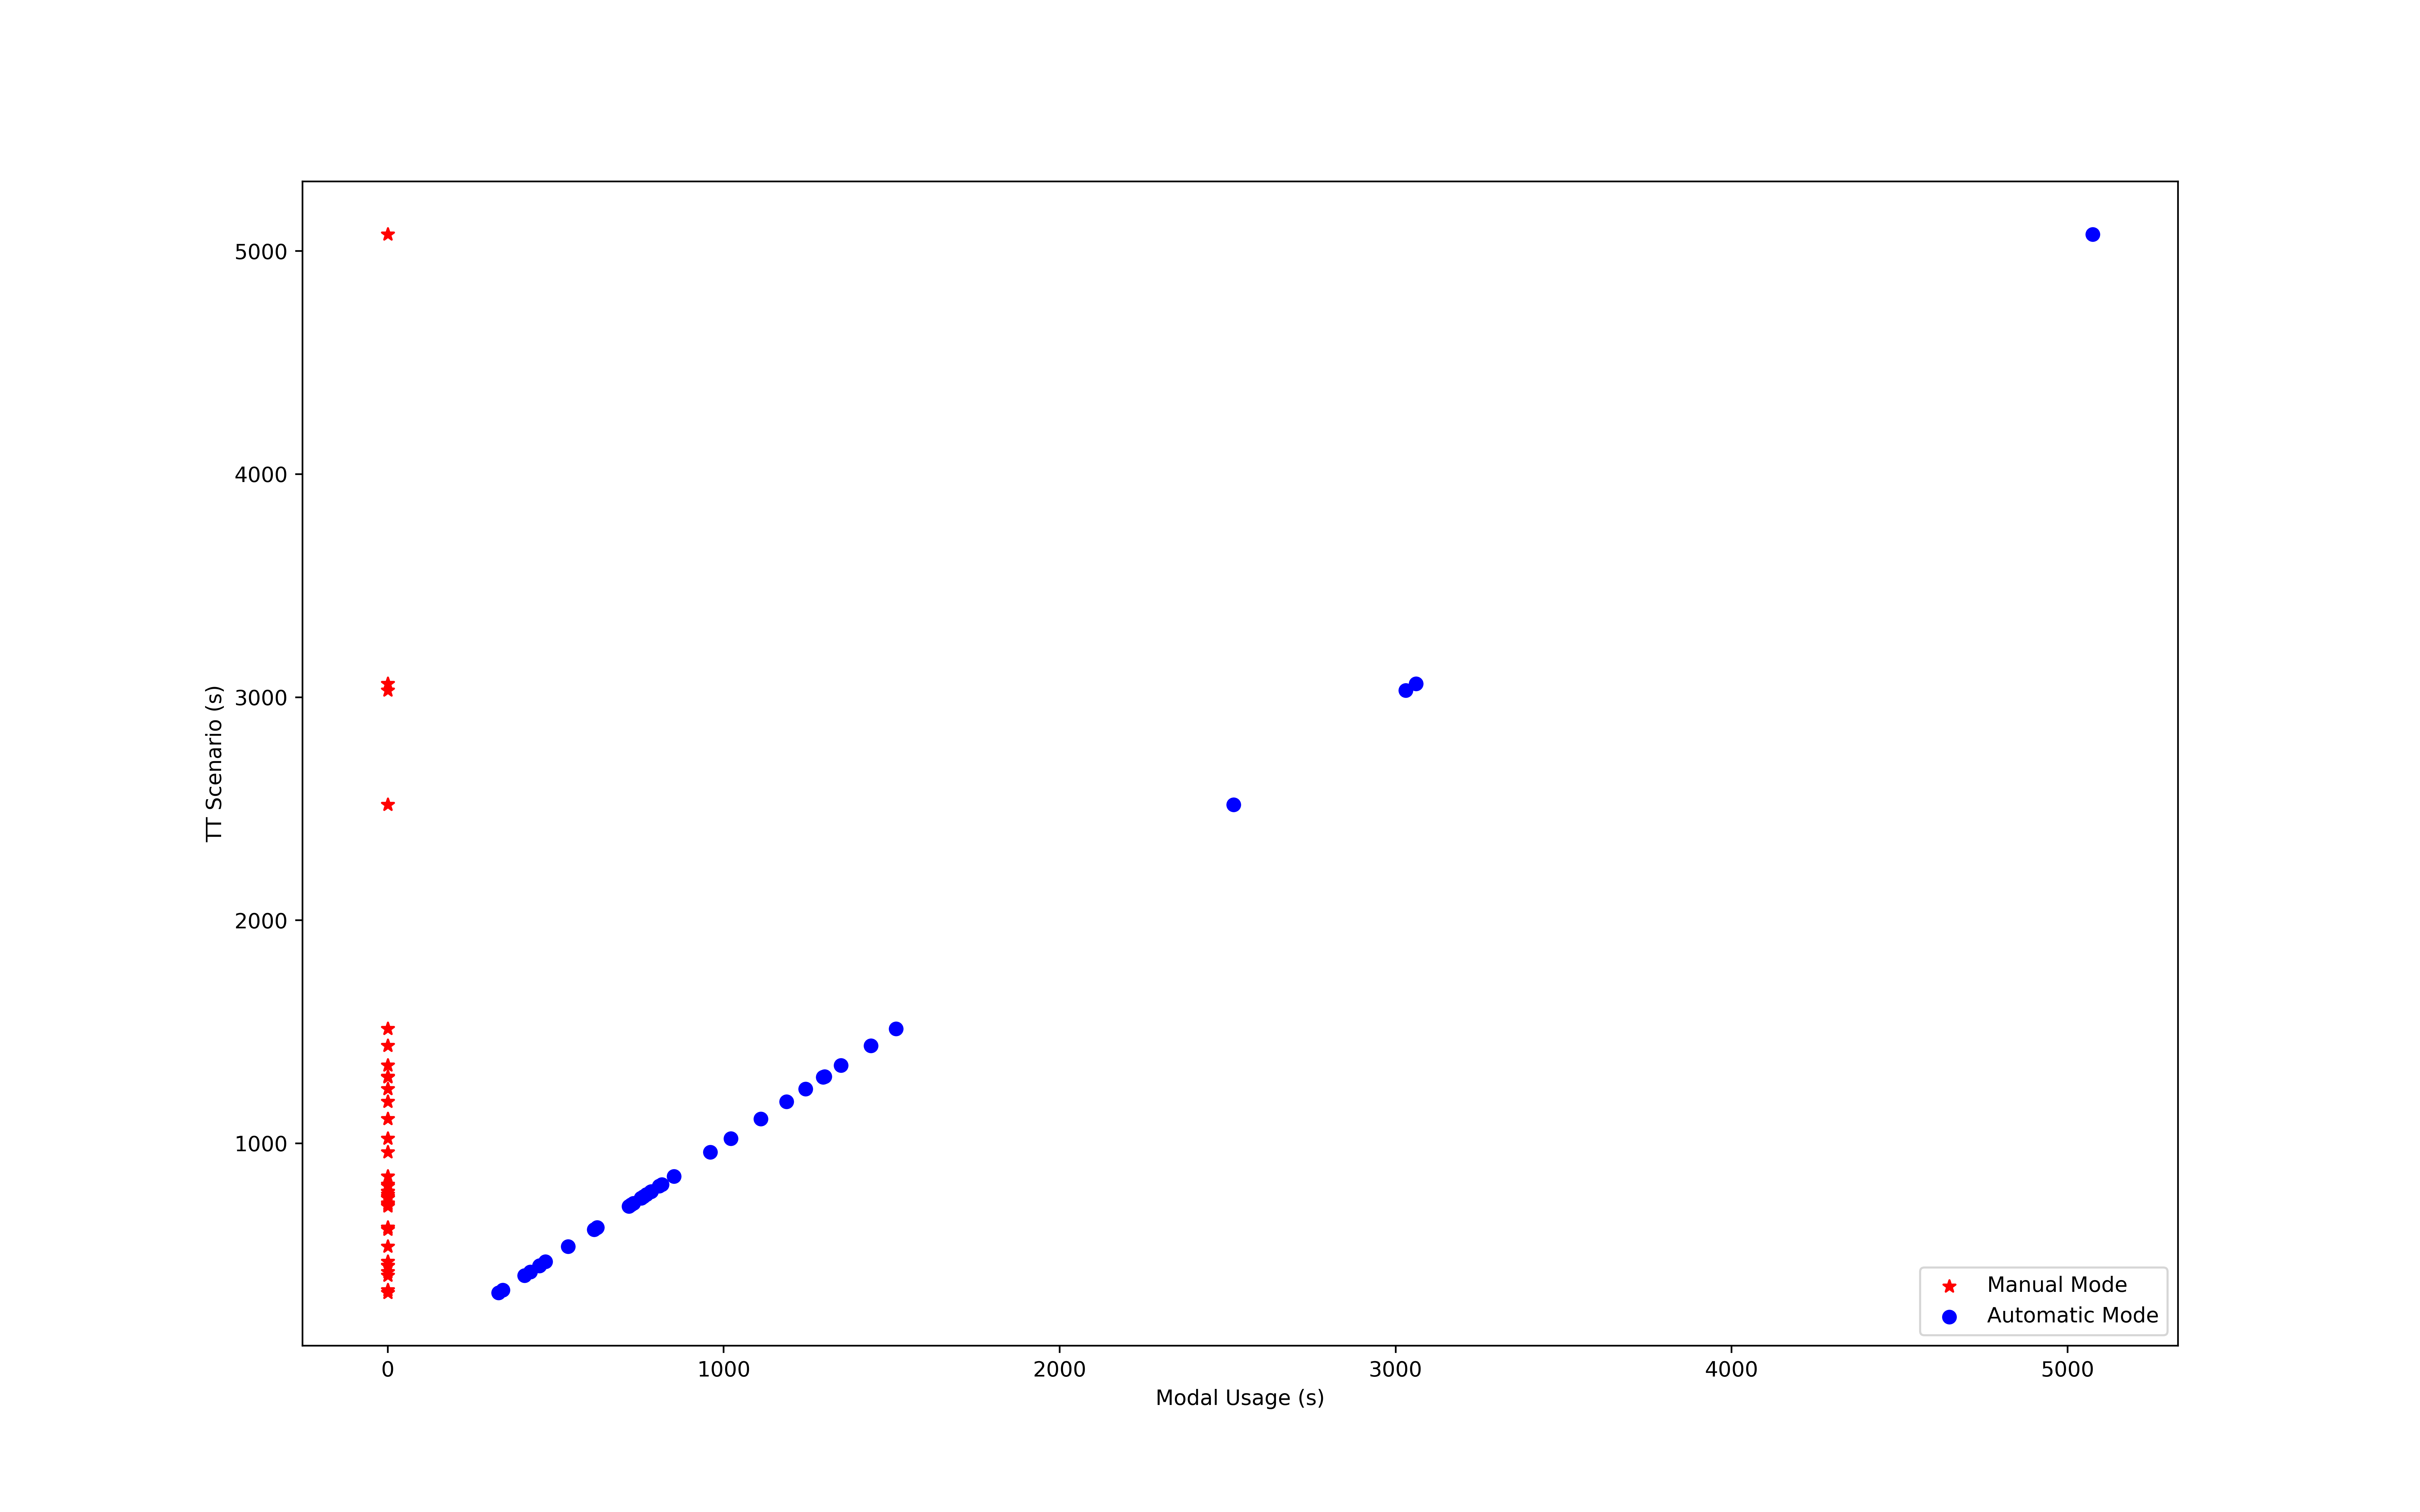 5000
4000
3000
2000
1000
TT Scenario (s)
0 1000 2000 3000 4000 5000
Modal Usage (s)
Manual Mode
Automatic Mode